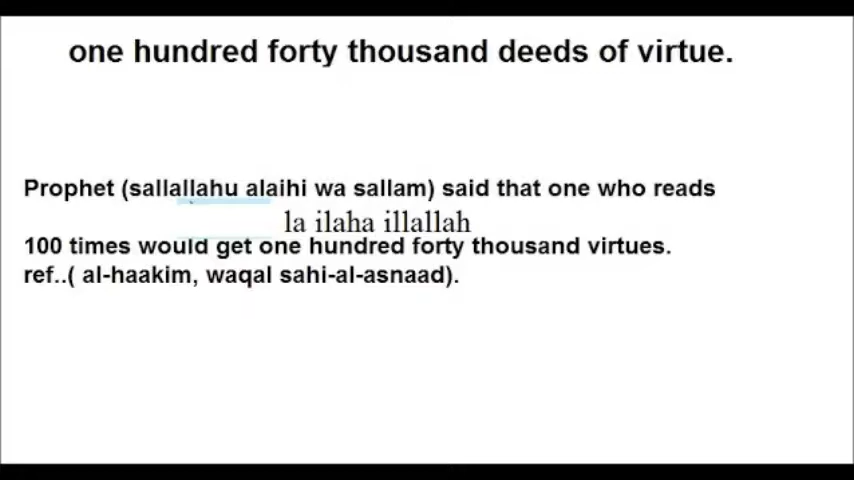 one hundred forty thousand deeds of virtue.
Prophet (sallallahu alaihi wa sallam) said that one who reads
la ilaha illallah
100 times would get one hundred forty thousand virtues.
ref..( al-haakim, waqal sahi-al-asnaad).